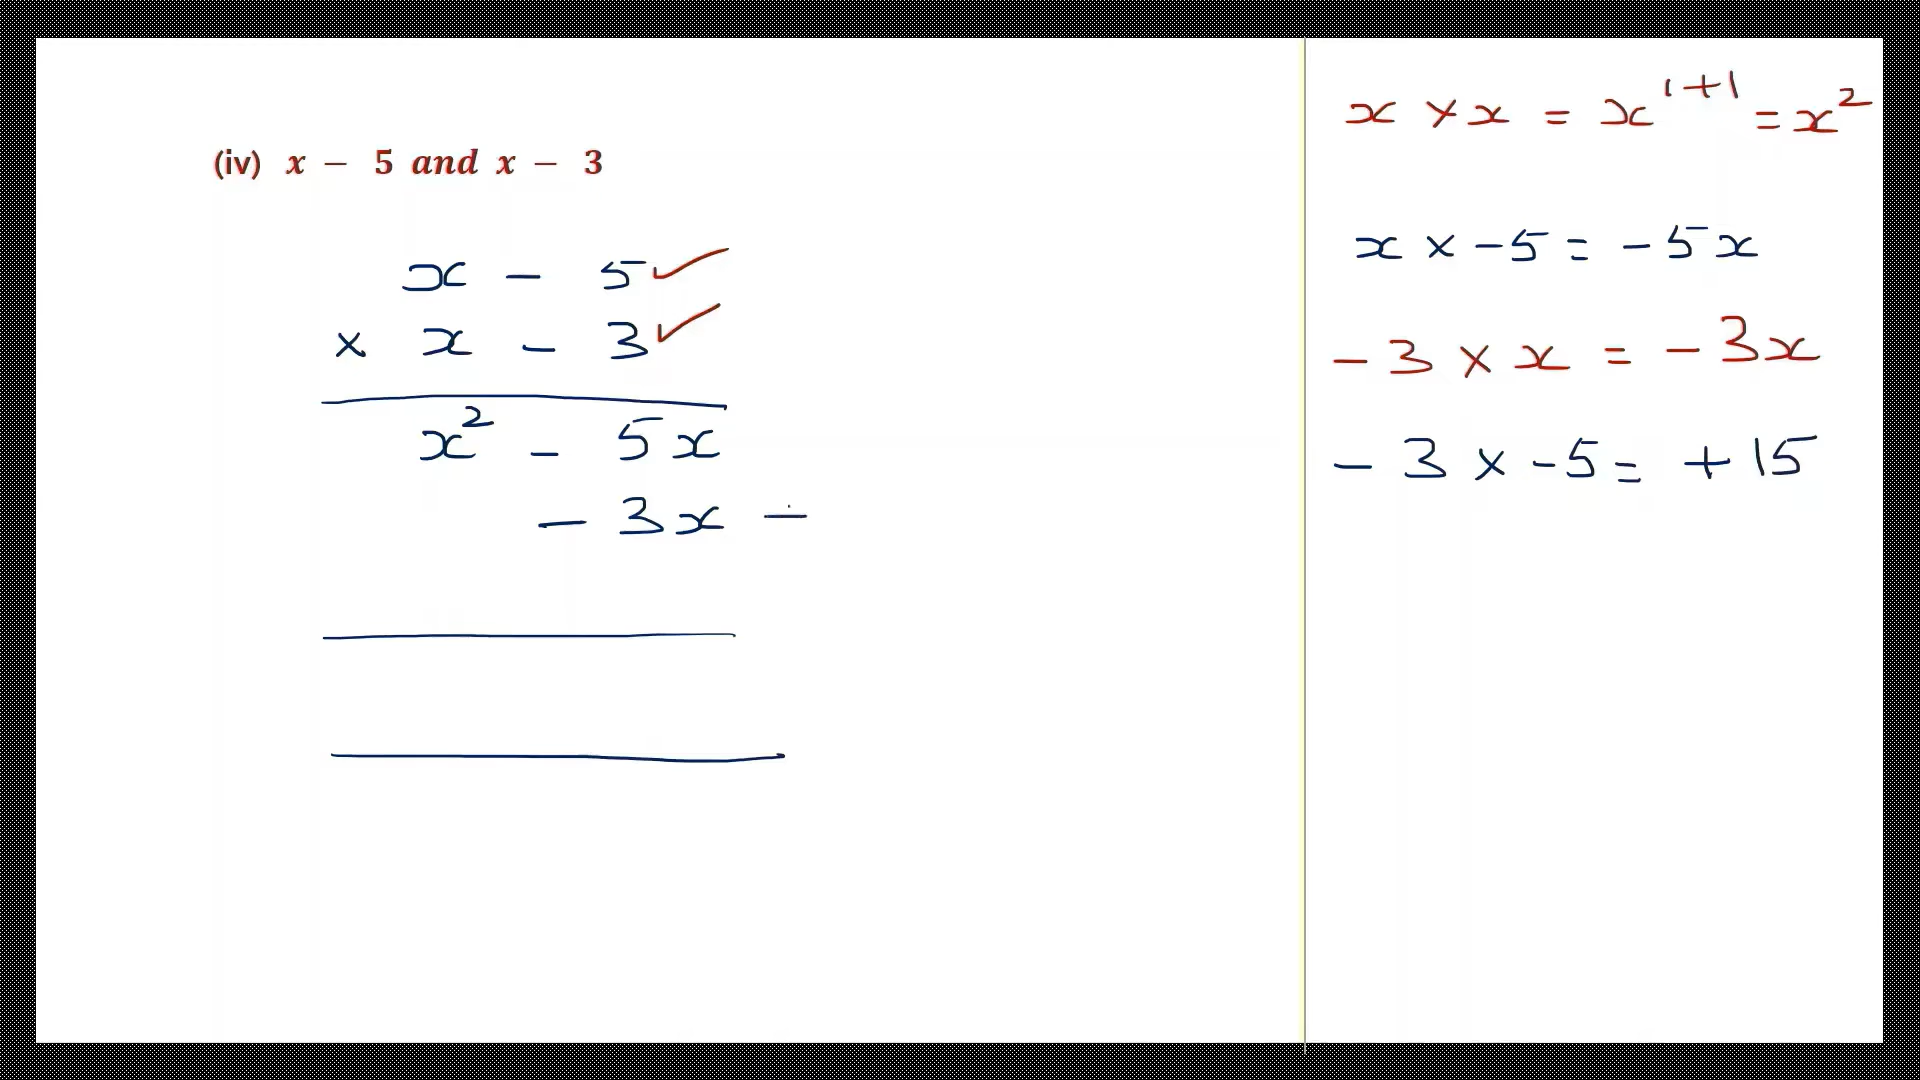 (iv) x - 5 and x - 3
x - 5 ✓
× x - 3 ✓
x² - 5x
- 3x -
x × x = x¹⁺¹ = x²
x × -5 = -5x
-3 × x = -3x
-3 × -5 = +15